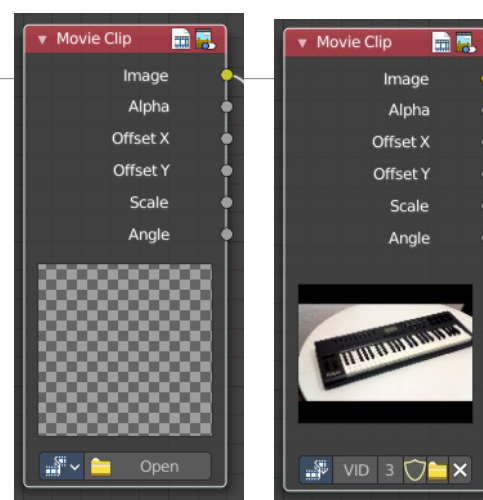 Movie Clip
Image
Alpha
Offset X
Offset Y
Scale
Angle
Open
Movie Clip
Image
Alpha
Offset X
Offset Y
Scale
Angle
VID 3